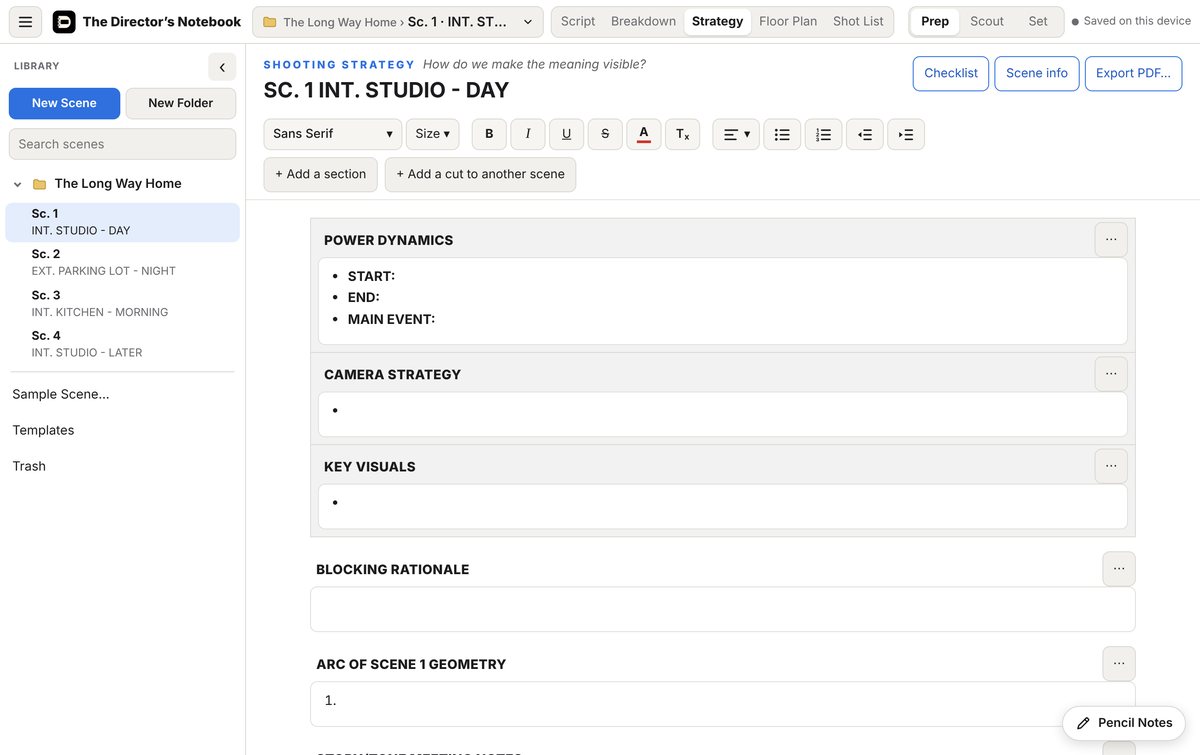 The Director's Notebook
The Long Way Home › Sc. 1 · INT. ST...
Script Breakdown Strategy Floor Plan Shot List
Prep Scout Set
Saved on this device
LIBRARY
New Scene
New Folder
Search scenes
The Long Way Home
Sc. 1
INT. STUDIO - DAY
Sc. 2
EXT. PARKING LOT - NIGHT
Sc. 3
INT. KITCHEN - MORNING
Sc. 4
INT. STUDIO - LATER
Sample Scene...
Templates
Trash
SHOOTING STRATEGY How do we make the meaning visible?
SC. 1 INT. STUDIO - DAY
Checklist
Scene info
Export PDF...
Sans Serif ▾ Size ▾ B I U S A Tx
+ Add a section
+ Add a cut to another scene
POWER DYNAMICS
• START:
• END:
• MAIN EVENT:
CAMERA STRATEGY
•
KEY VISUALS
•
BLOCKING RATIONALE
ARC OF SCENE 1 GEOMETRY
1.
Pencil Notes